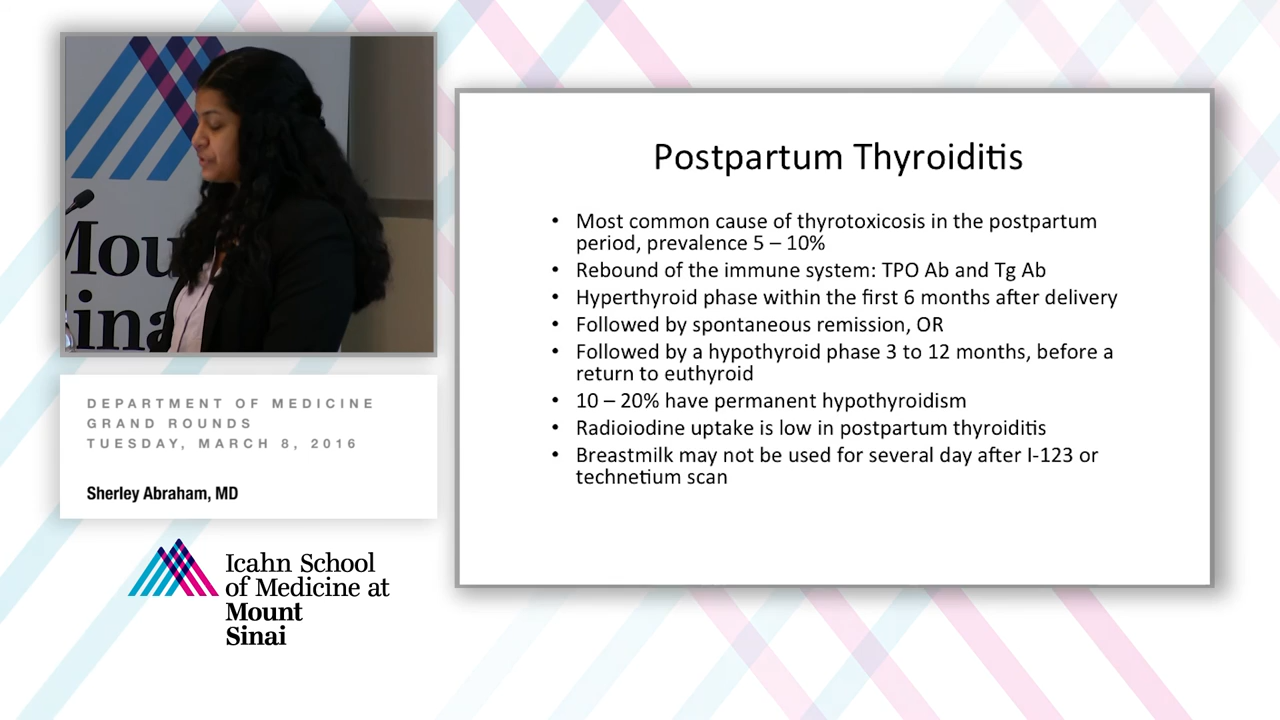 Mou
Sinai
DEPARTMENT OF MEDICINE
GRAND ROUNDS
TUESDAY, MARCH 8, 2016
Sherley Abraham, MD
Icahn School
of Medicine at
Mount
Sinai
Postpartum Thyroiditis
• Most common cause of thyrotoxicosis in the postpartum
period, prevalence 5 – 10%
• Rebound of the immune system: TPO Ab and Tg Ab
• Hyperthyroid phase within the first 6 months after delivery
• Followed by spontaneous remission, OR
• Followed by a hypothyroid phase 3 to 12 months, before a
return to euthyroid
• 10 – 20% have permanent hypothyroidism
• Radioiodine uptake is low in postpartum thyroiditis
• Breastmilk may not be used for several day after I-123 or
technetium scan